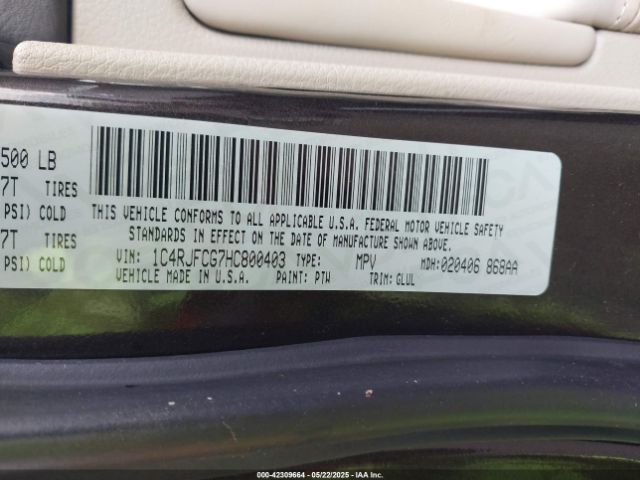 500 LB
7T TIRES
PSI) COLD
7T TIRES
PSI) COLD
THIS VEHICLE CONFORMS TO ALL APPLICABLE U.S.A. FEDERAL MOTOR VEHICLE SAFETY
STANDARDS IN EFFECT ON THE DATE OF MANUFACTURE SHOWN ABOVE.
VIN: 1C4RJFCG7HC800403 TYPE: MPV MDH:020406 868AA
VEHICLE MADE IN U.S.A. PAINT: PTW TRIM: GLUL
000-42309664 - 05/22/2025 - IAAI.COM